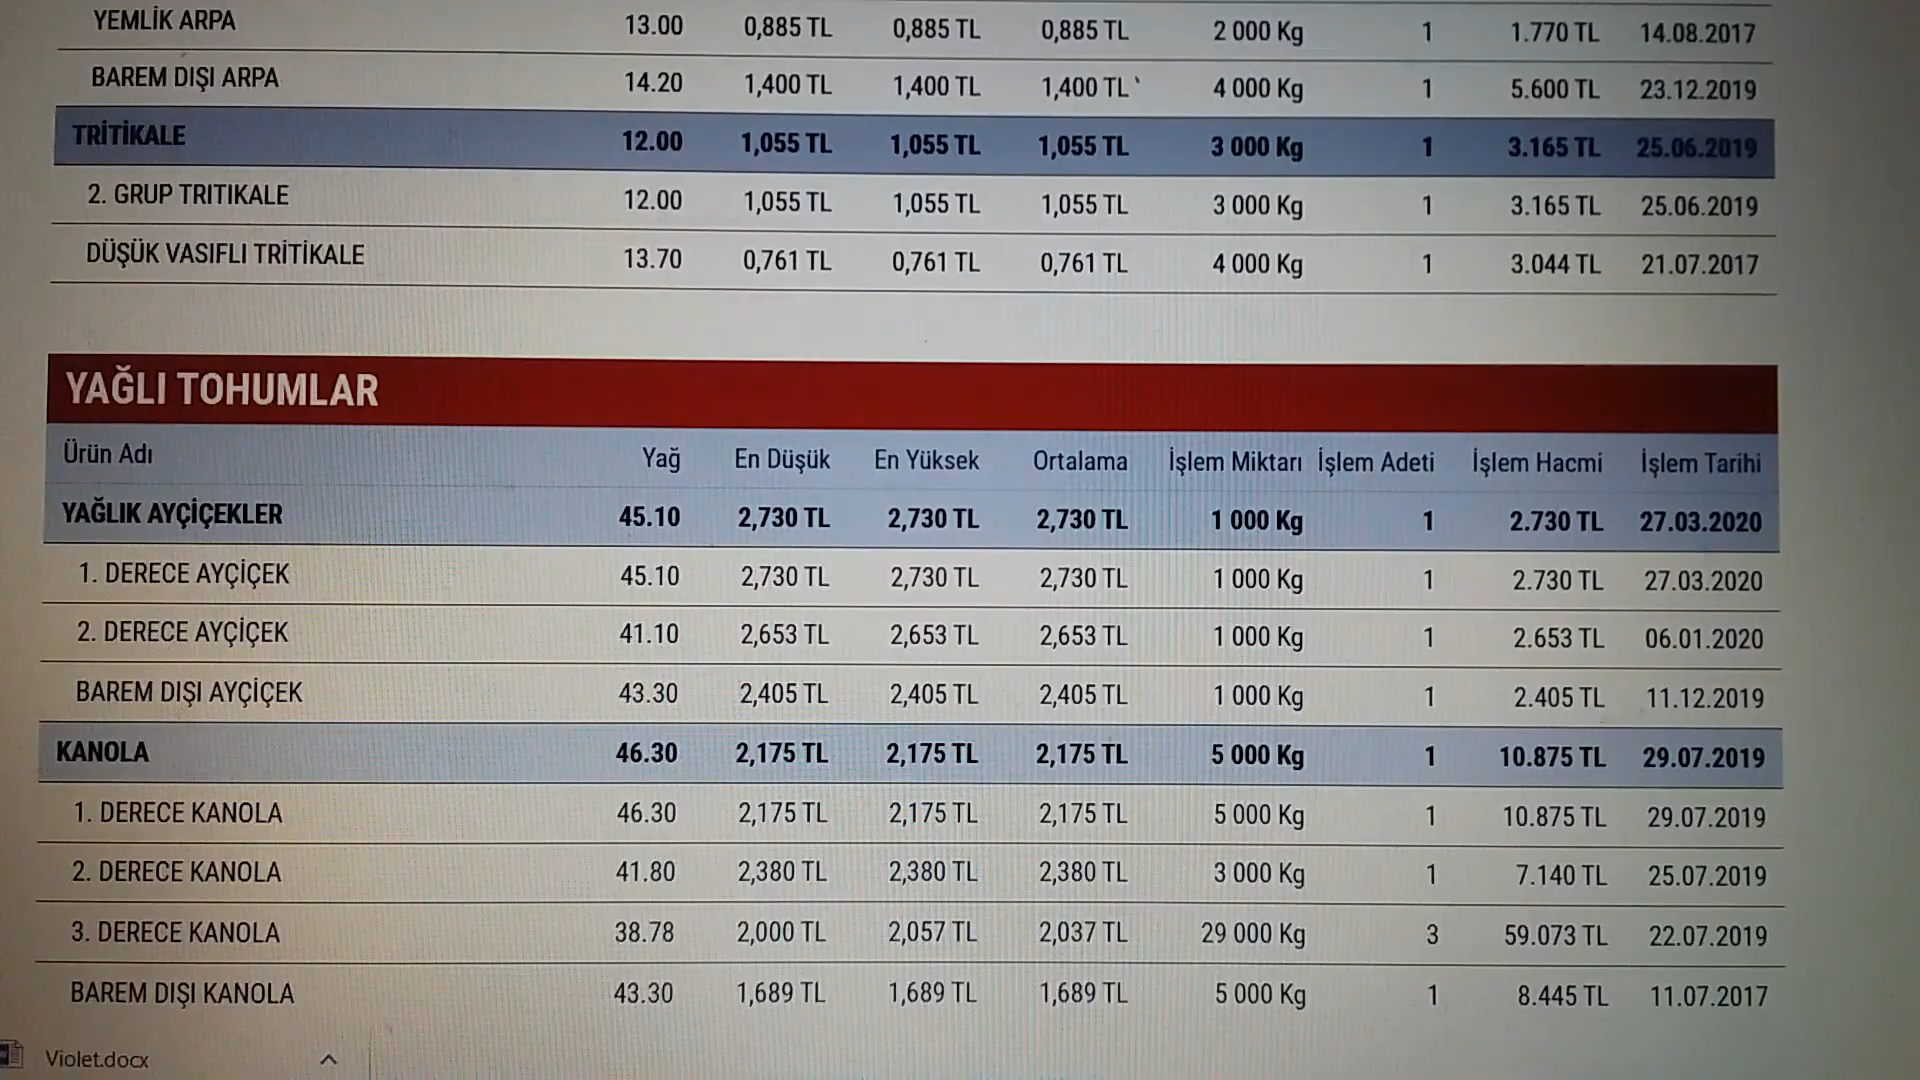 YEMLİK ARPA 13.00 0,885 TL 0,885 TL 0,885 TL 2 000 Kg 1 1.770 TL 14.08.2017
BAREM DIŞI ARPA 14.20 1,400 TL 1,400 TL 1,400 TL 4 000 Kg 1 5.600 TL 23.12.2019
TRİTİKALE 12.00 1,055 TL 1,055 TL 1,055 TL 3 000 Kg 1 3.165 TL 25.06.2019
2. GRUP TRITIKALE 12.00 1,055 TL 1,055 TL 1,055 TL 3 000 Kg 1 3.165 TL 25.06.2019
DÜŞÜK VASIFLI TRİTİKALE 13.70 0,761 TL 0,761 TL 0,761 TL 4 000 Kg 1 3.044 TL 21.07.2017
YAĞLI TOHUMLAR
Ürün Adı Yağ En Düşük En Yüksek Ortalama İşlem Miktarı İşlem Adeti İşlem Hacmi İşlem Tarihi
YAĞLIK AYÇİÇEKLER 45.10 2,730 TL 2,730 TL 2,730 TL 1 000 Kg 1 2.730 TL 27.03.2020
1. DERECE AYÇİÇEK 45.10 2,730 TL 2,730 TL 2,730 TL 1 000 Kg 1 2.730 TL 27.03.2020
2. DERECE AYÇİÇEK 41.10 2,653 TL 2,653 TL 2,653 TL 1 000 Kg 1 2.653 TL 06.01.2020
BAREM DIŞI AYÇİÇEK 43.30 2,405 TL 2,405 TL 2,405 TL 1 000 Kg 1 2.405 TL 11.12.2019
KANOLA 46.30 2,175 TL 2,175 TL 2,175 TL 5 000 Kg 1 10.875 TL 29.07.2019
1. DERECE KANOLA 46.30 2,175 TL 2,175 TL 2,175 TL 5 000 Kg 1 10.875 TL 29.07.2019
2. DERECE KANOLA 41.80 2,380 TL 2,380 TL 2,380 TL 3 000 Kg 1 7.140 TL 25.07.2019
3. DERECE KANOLA 38.78 2,000 TL 2,057 TL 2,037 TL 29 000 Kg 3 59.073 TL 22.07.2019
BAREM DIŞI KANOLA 43.30 1,689 TL 1,689 TL 1,689 TL 5 000 Kg 1 8.445 TL 11.07.2017
Violet.docx